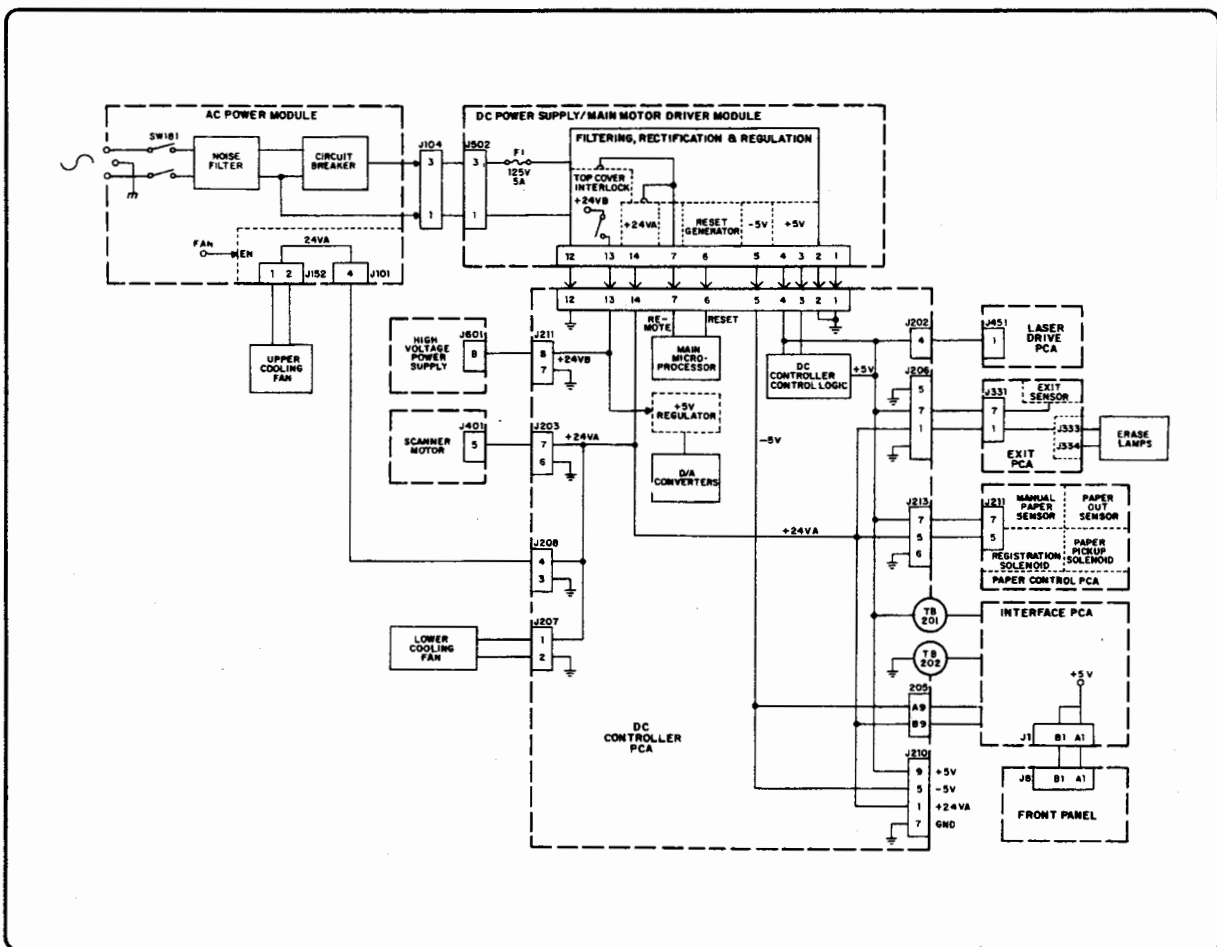 AC POWER MODULE
SW181
NOISE
FILTER
CIRCUIT
BREAKER
FAN
EN
24VA
1 2
J152
4
J101
UPPER
COOLING
FAN
J104
3
1
DC POWER SUPPLY/MAIN MOTOR DRIVER MODULE
J502
3
1
F1
125V
5A
FILTERING, RECTIFICATION & REGULATION
TOP COVER
INTERLOCK
+24VB
+24VA
RESET
GENERATOR
-5V
+5V
12 13 14 7 6 5 4 3 2 1
12 13 14 7 6 5 4 3 2 1
RE-
MOTE
RESET
MAIN
MICRO-
PROCESSOR
DC
CONTROLLER
CONTROL LOGIC
+5V
+5V
REGULATOR
D/A
CONVERTERS
-5V
HIGH
VOLTAGE
POWER
SUPPLY
J601
8
J211
8
7
+24VB
SCANNER
MOTOR
J401
5
J203
7
6
+24VA
J208
4
3
J207
1
2
LOWER
COOLING
FAN
+24VA
DC
CONTROLLER
PCA
J202
4
J451
1
LASER
DRIVE
PCA
J206
5
7
1
J331
7
1
EXIT
SENSOR
J333
J334
EXIT
PCA
ERASE
LAMPS
J213
7
5
6
J211
7
5
MANUAL
PAPER
SENSOR
PAPER
OUT
SENSOR
REGISTRATION
SOLENOID
PAPER
PICKUP
SOLENOID
PAPER CONTROL PCA
TB
201
TB
202
INTERFACE PCA
+5V
205
A9
B9
J1
B1 A1
J210
9 +5V
5 -5V
1 +24VA
7 GND
J8
B1 A1
FRONT PANEL